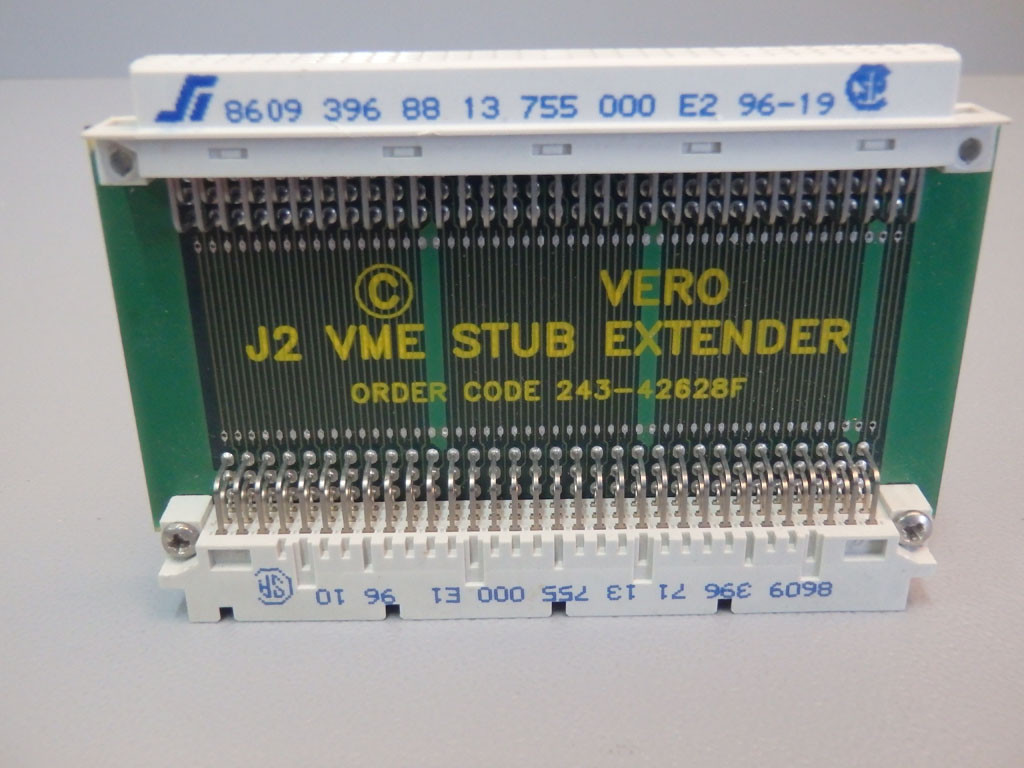 8609 396 88 13 755 000 E2 96-19
© VERO
J2 VME STUB EXTENDER
ORDER CODE 243-42628F
8609 396 71 13 755 000 E1 96 10